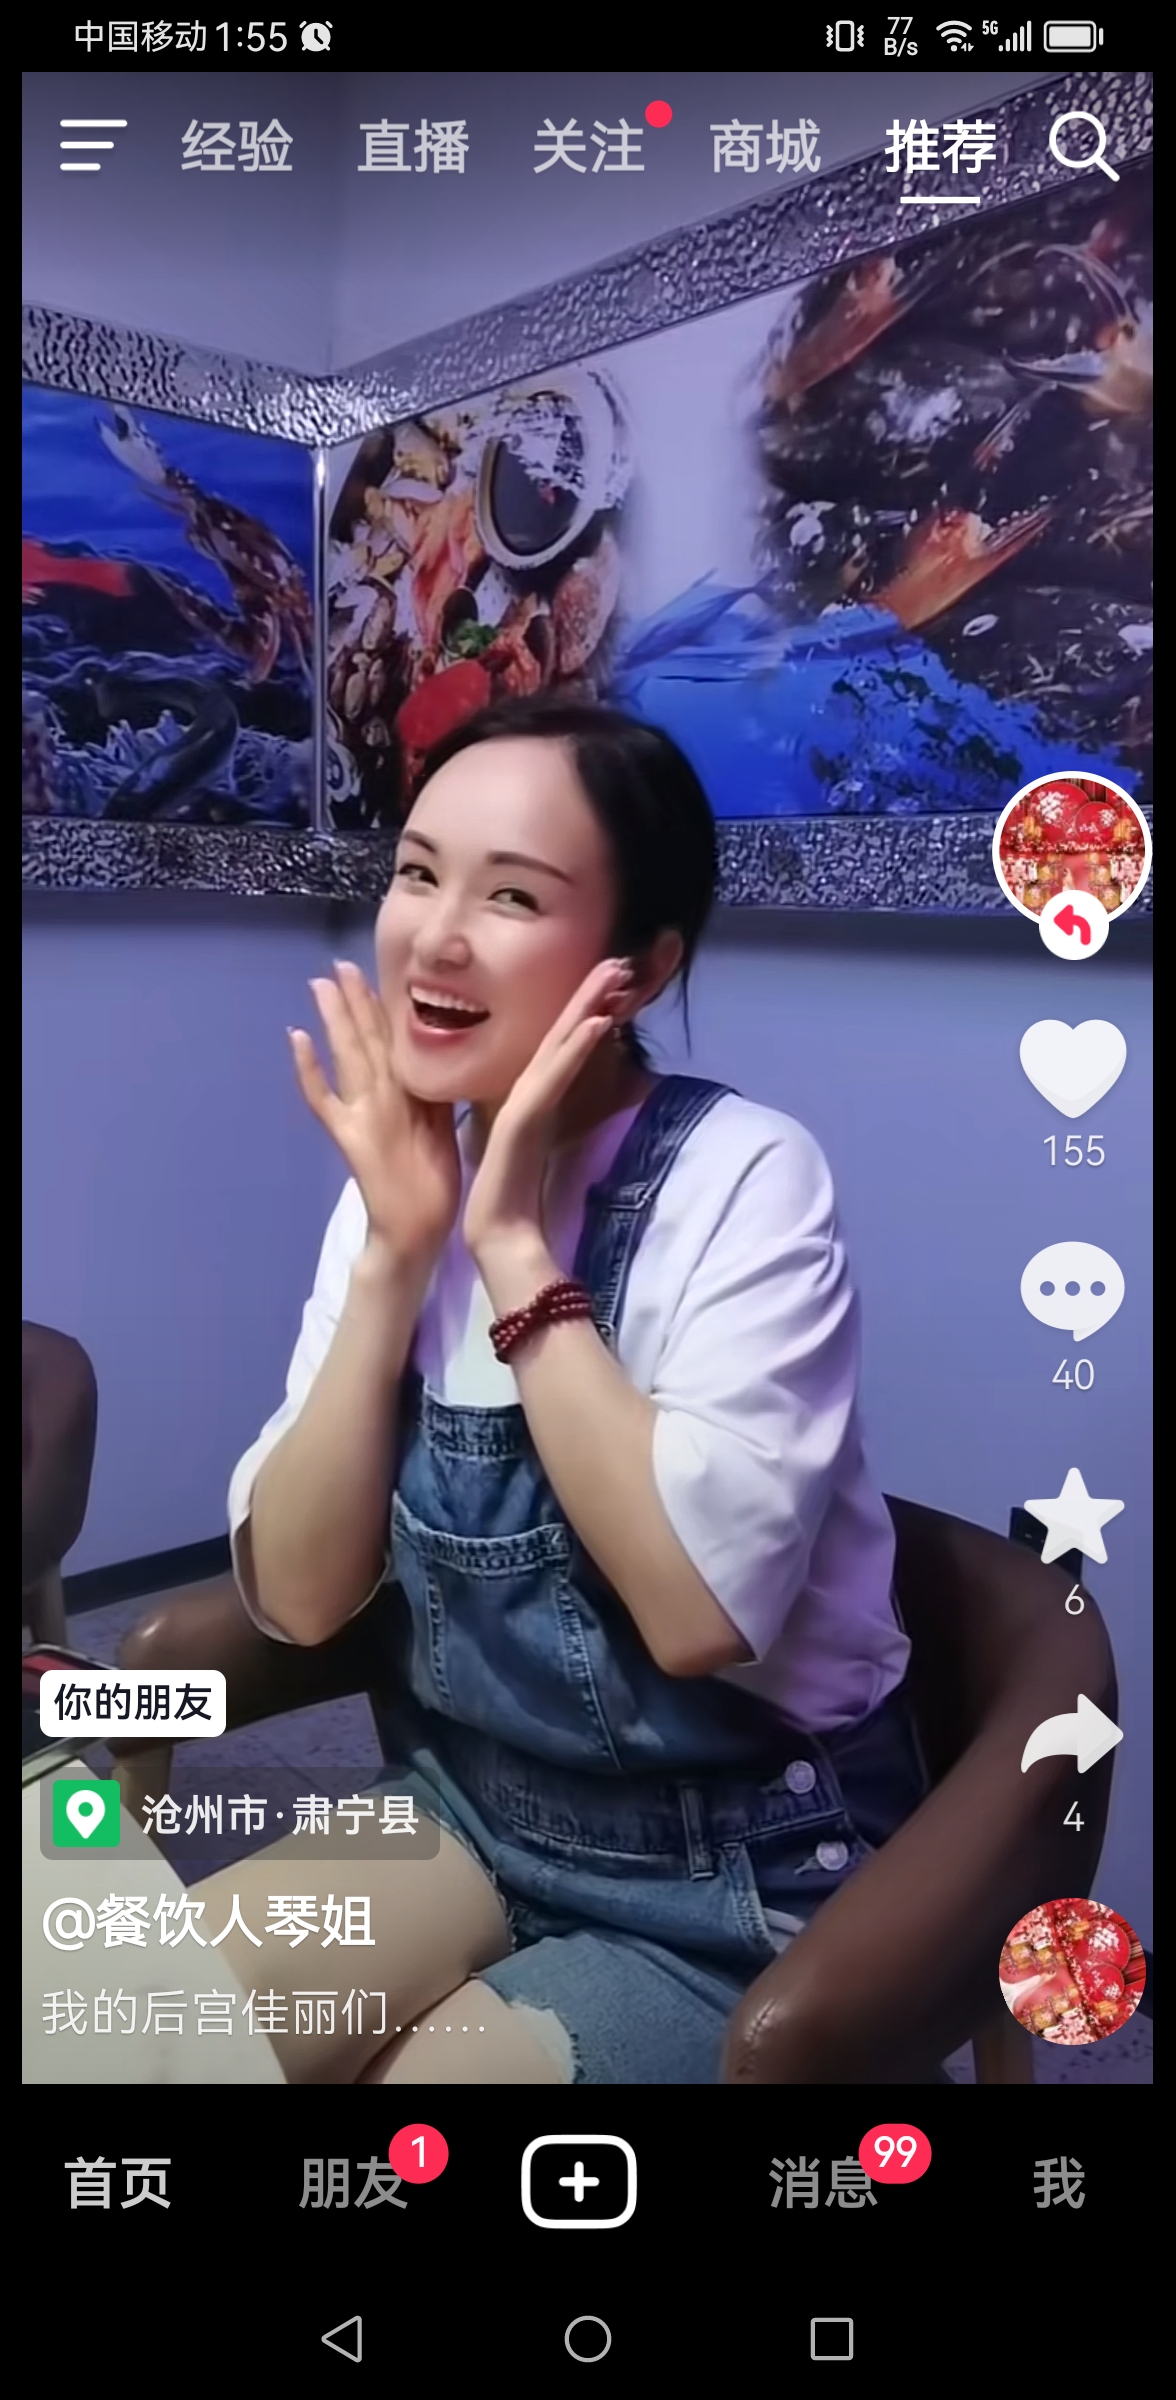 中国移动 1:55 77 B/s 5G
经验 直播 关注 商城 推荐
155
40
6
4
你的朋友
沧州市·肃宁县
@餐饮人琴姐
我的后宫佳丽们……
首页 朋友 1 消息 99 我